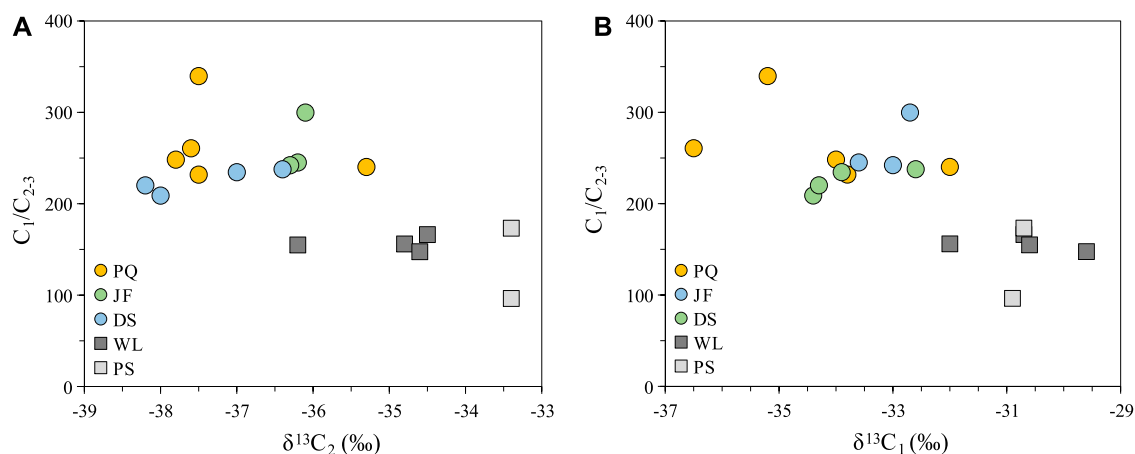 A
400
300
200
100
0
C₁/C₂₋₃
PQ
JF
DS
WL
PS
-39 -38 -37 -36 -35 -34 -33
δ¹³C₂ (‰)
B
400
300
200
100
0
C₁/C₂₋₃
PQ
JF
DS
WL
PS
-37 -35 -33 -31 -29
δ¹³C₁ (‰)